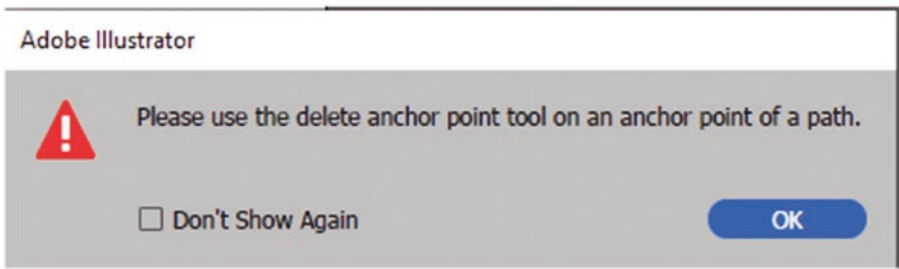 Adobe Illustrator
Please use the delete anchor point tool on an anchor point of a path.
Don't Show Again
OK